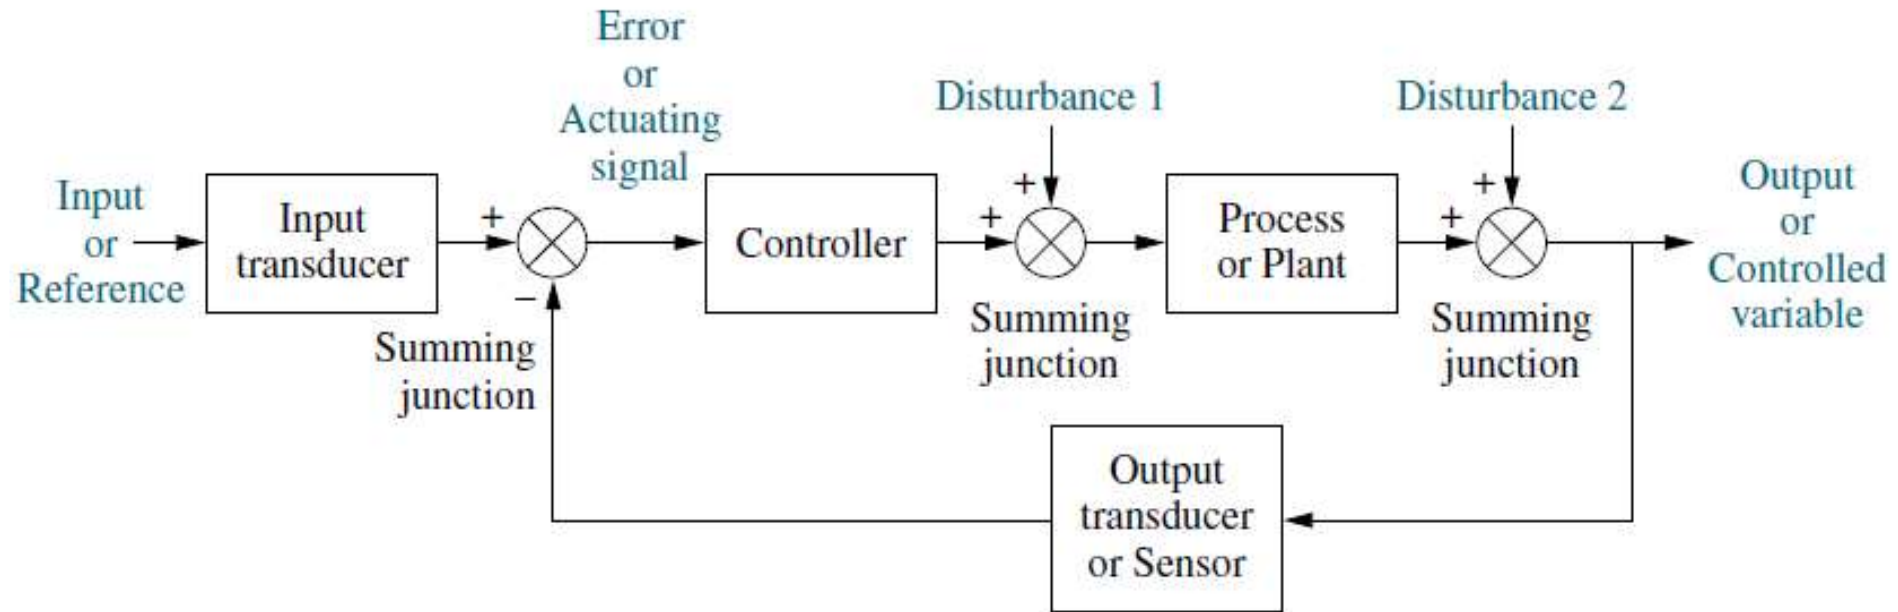 Error
or
Actuating
signal
Disturbance 1
Disturbance 2
Input
or
Reference
Input
transducer
+
−
Summing
junction
Controller
+
+
Summing
junction
Process
or Plant
+
+
Summing
junction
Output
or
Controlled
variable
Output
transducer
or Sensor